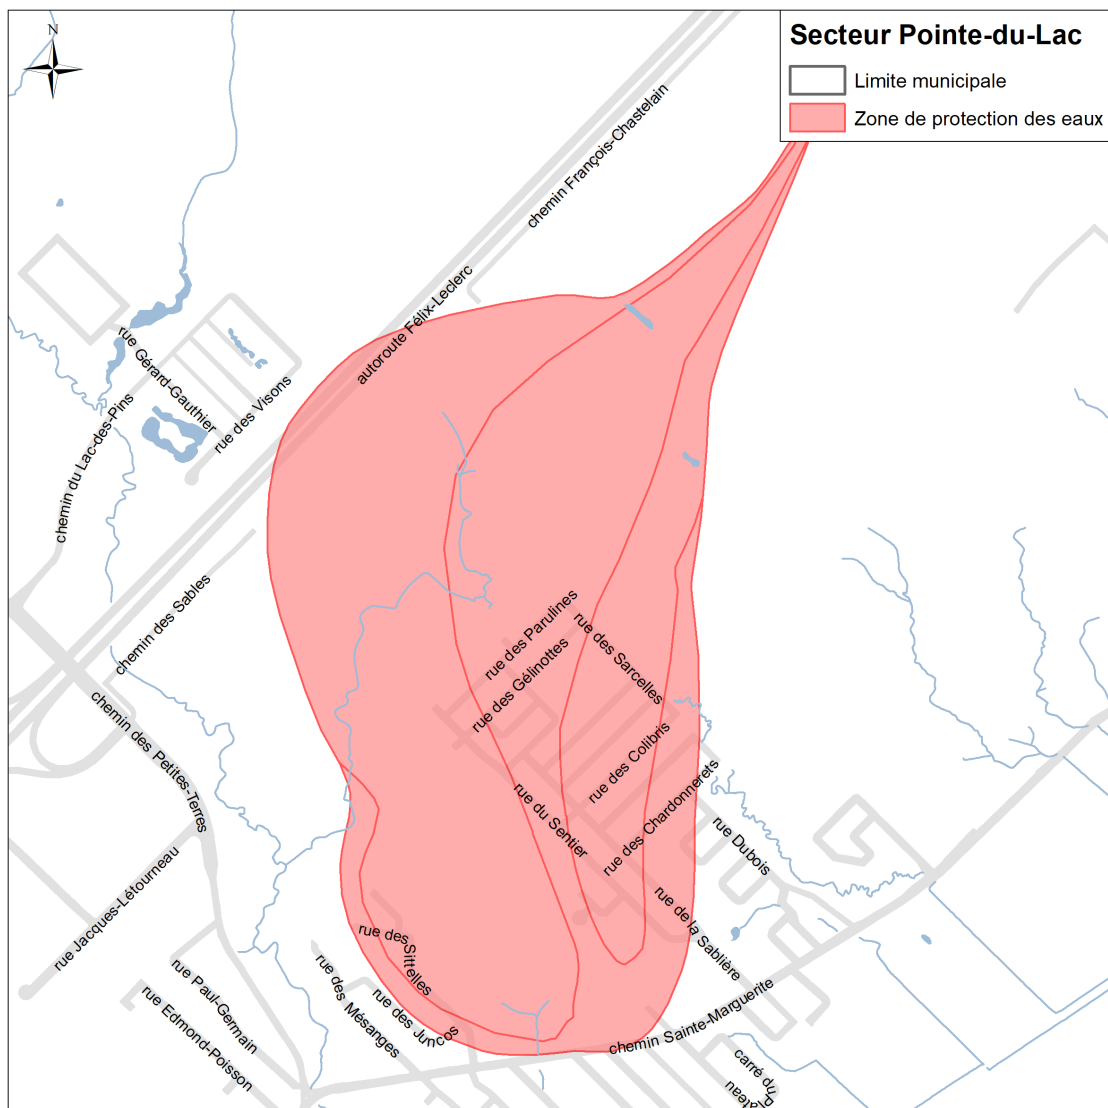 N
Secteur Pointe-du-Lac
Limite municipale
Zone de protection des eaux
chemin François-Chastelain
autoroute Félix-Leclerc
rue Gérard-Gauthier
rue des Visons
chemin du Lac-des-Pins
chemin des Sables
rue des Parulines
rue des Sarcelles
rue des Gélinottes
chemin des Petites-Terres
rue des Colibris
rue des Chardonnerets
rue du Sentier
rue Dubois
rue Jacques-Létourneau
rue de la Sablière
rue des Sittelles
rue Paul-Germain
rue des Mésanges
rue des Juncos
rue Edmond-Poisson
chemin Sainte-Marguerite
carré du
Plateau